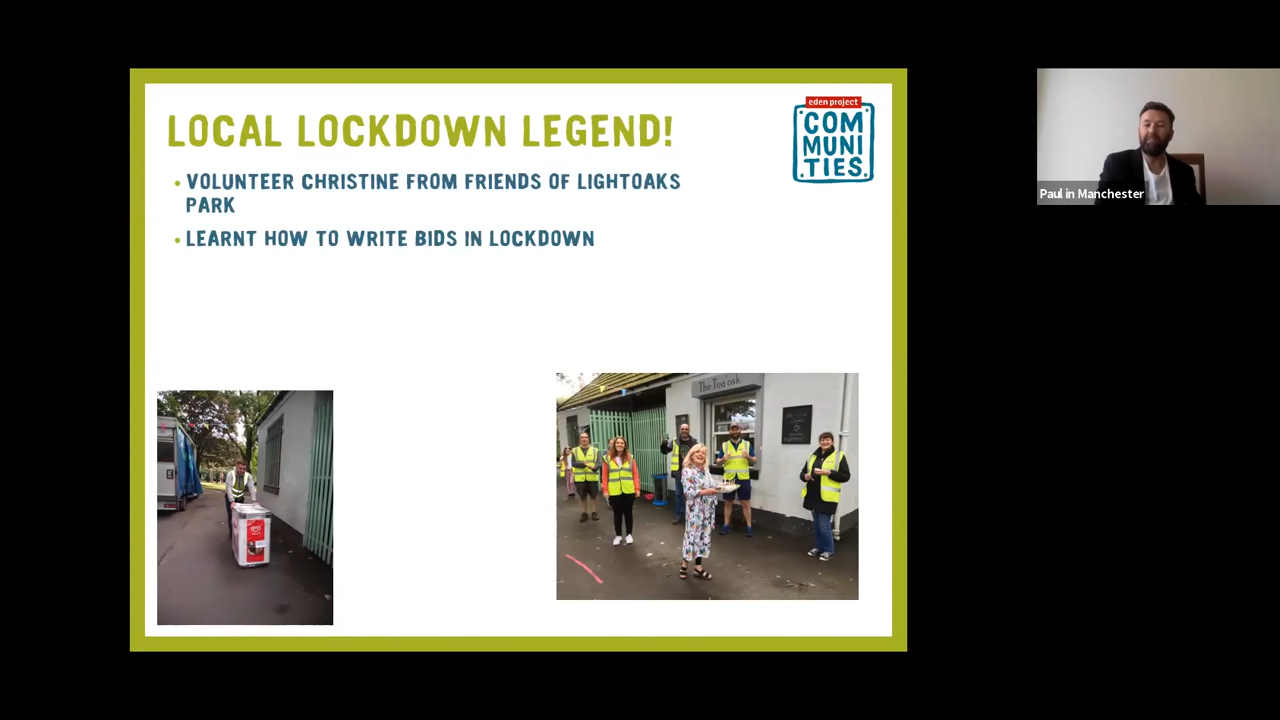 LOCAL LOCKDOWN LEGEND!
eden project
COM
MUNI
TIES
• VOLUNTEER CHRISTINE FROM FRIENDS OF LIGHTOAKS
PARK
• LEARNT HOW TO WRITE BIDS IN LOCKDOWN
Paul in Manchester
The Tea'oak